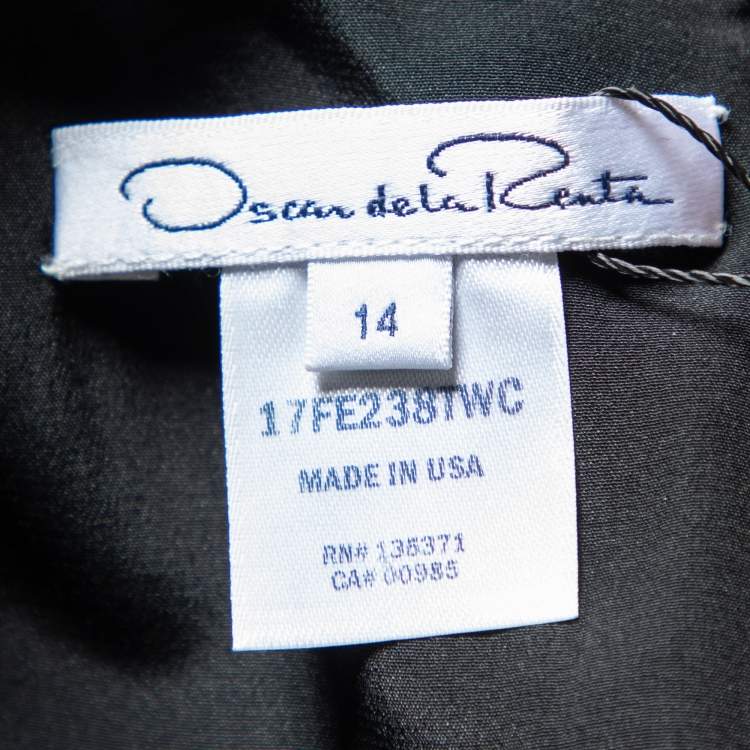 Oscar de la Renta
14
17FE238TWC
MADE IN USA
RN# 135371
CA# 00985